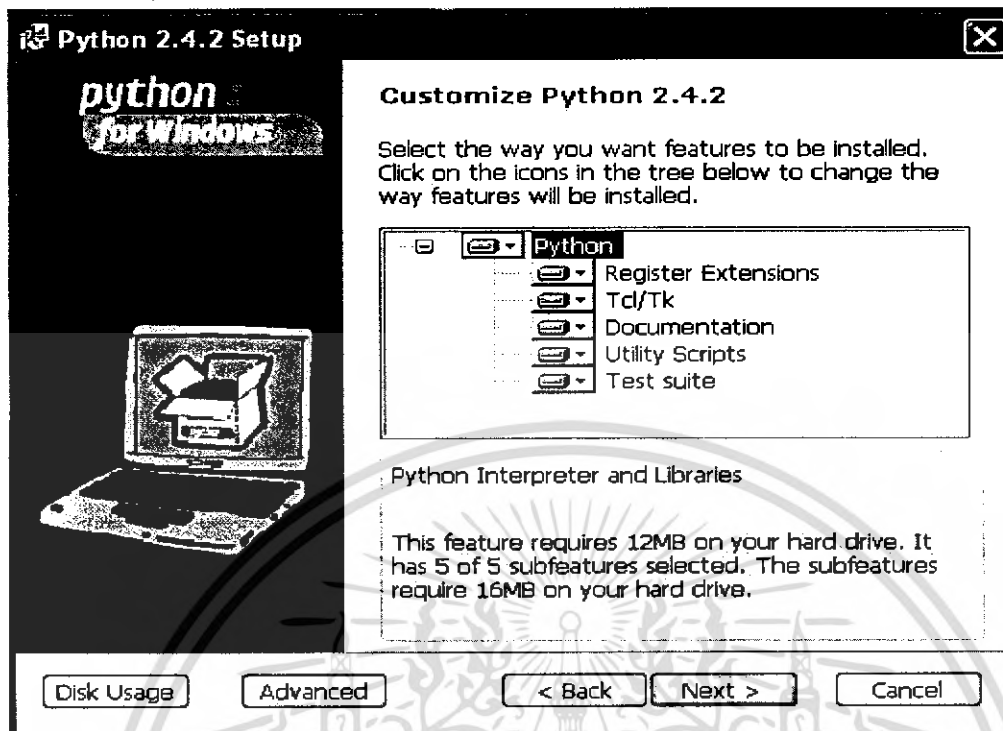 Python 2.4.2 Setup
python
for Windows
Customize Python 2.4.2
Select the way you want features to be installed.
Click on the icons in the tree below to change the
way features will be installed.
Python
Register Extensions
Tcl/Tk
Documentation
Utility Scripts
Test suite
Python Interpreter and Libraries
This feature requires 12MB on your hard drive. It
has 5 of 5 subfeatures selected. The subfeatures
require 16MB on your hard drive.
Disk Usage
Advanced
< Back
Next >
Cancel